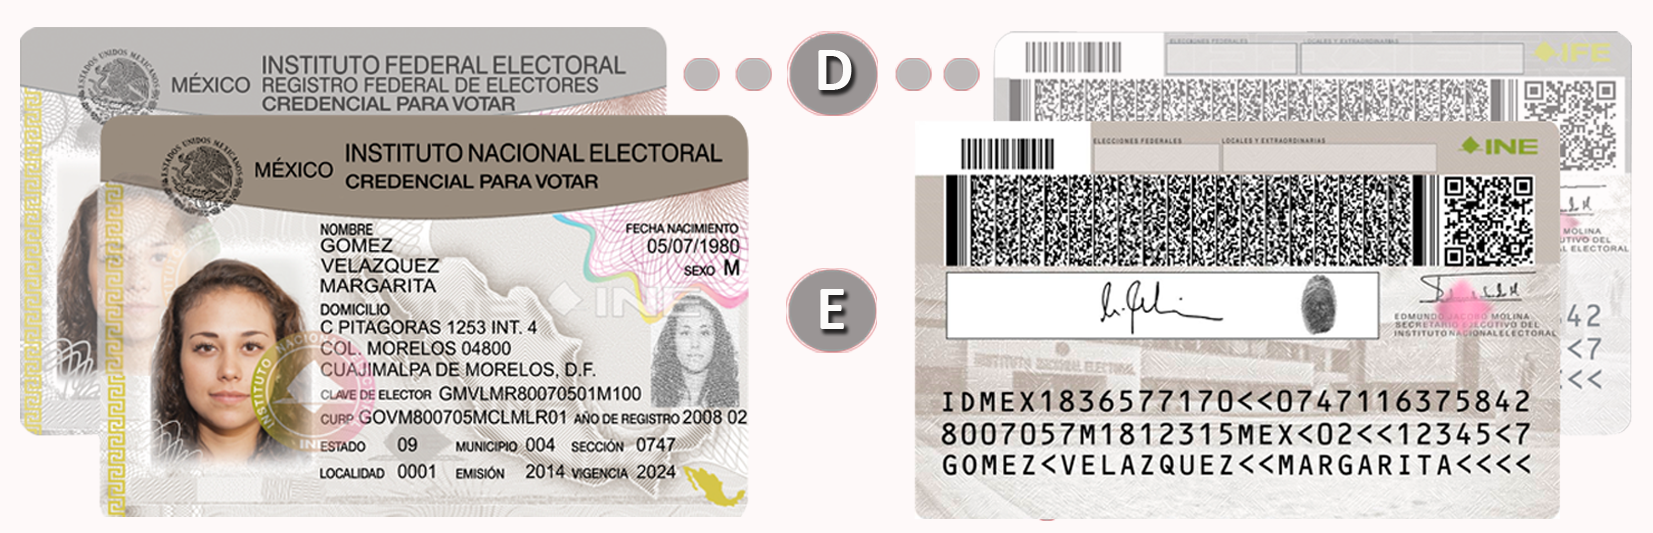 INSTITUTO FEDERAL ELECTORAL
MÉXICO REGISTRO FEDERAL DE ELECTORES
CREDENCIAL PARA VOTAR
ESTADOS UNIDOS MEXICANOS
INSTITUTO NACIONAL ELECTORAL
MÉXICO
CREDENCIAL PARA VOTAR
ESTADOS UNIDOS MEXICANOS
NOMBRE
GOMEZ
VELAZQUEZ
MARGARITA
FECHA NACIMIENTO
05/07/1980
SEXO M
DOMICILIO
C PITAGORAS 1253 INT. 4
COL. MORELOS 04800
CUAJIMALPA DE MORELOS, D.F.
CLAVE DE ELECTOR GMVLMR80070501M100
CURP GOVM800705MCLMLR01 AÑO DE REGISTRO 2008 02
ESTADO 09 MUNICIPIO 004 SECCIÓN 0747
LOCALIDAD 0001 EMISIÓN 2014 VIGENCIA 2024
INE
INSTITUTO NACIONAL
INE
D
E
ELECCIONES FEDERALES LOCALES Y EXTRAORDINARIAS
IFE
MOLINA
UTIVO DEL
L ELECTORAL
42
<7
<<
ELECCIONES FEDERALES LOCALES Y EXTRAORDINARIAS
INE
EDMUNDO JACOBO MOLINA
SECRETARIO EJECUTIVO DEL
INSTITUTO NACIONAL ELECTORAL
INSTITUTO NACIONAL ELECTORAL
IDMEX1836577170<<0747116375842
8007057M1812315MEX<02<<12345<7
GOMEZ<VELAZQUEZ<<MARGARITA<<<<